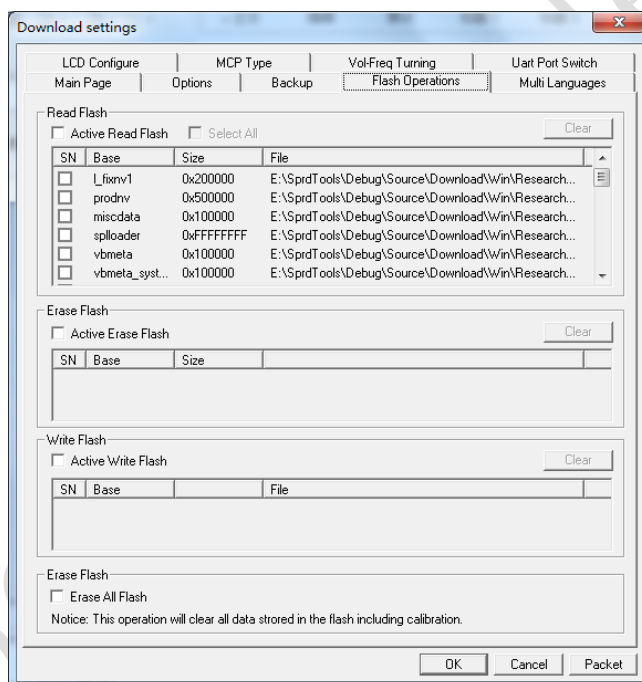 Download settings
LCD Configure MCP Type Vol-Freq Turning Uart Port Switch
Main Page Options Backup Flash Operations Multi Languages
Read Flash
Active Read Flash Select All Clear
SN Base Size File
l_fixnv1 0x200000 E:\SprdTools\Debug\Source\Download\Win\Research...
prodnv 0x500000 E:\SprdTools\Debug\Source\Download\Win\Research...
miscdata 0x100000 E:\SprdTools\Debug\Source\Download\Win\Research...
splloader 0xFFFFFFFF E:\SprdTools\Debug\Source\Download\Win\Research...
vbmeta 0x100000 E:\SprdTools\Debug\Source\Download\Win\Research...
vbmeta_syst... 0x100000 E:\SprdTools\Debug\Source\Download\Win\Research...
Erase Flash
Active Erase Flash Clear
SN Base Size
Write Flash
Active Write Flash Clear
SN Base File
Erase Flash
Erase All Flash
Notice: This operation will clear all data strored in the flash including calibration.
OK Cancel Packet